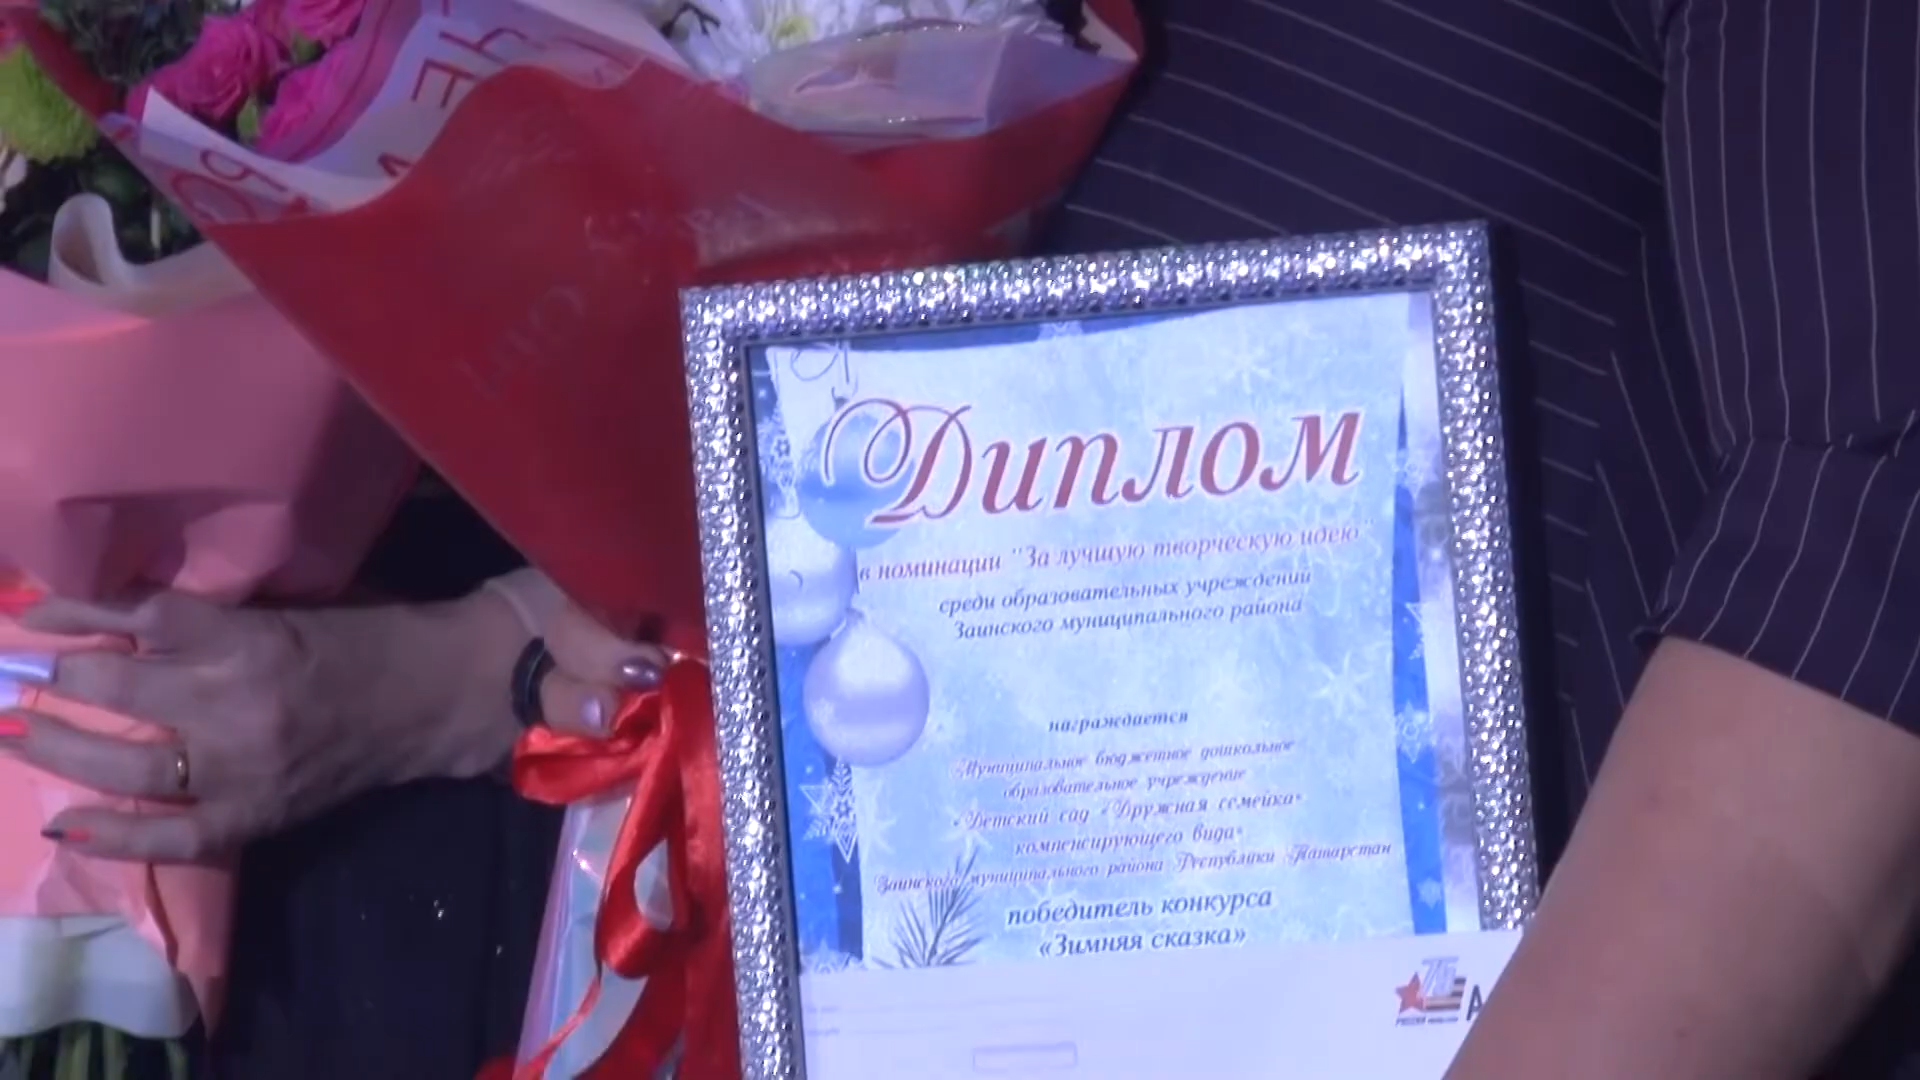 Диплом
в номинации "За лучшую творческую идею"
среди образовательных учреждений
Заинского муниципального района
награждается
Муниципальное бюджетное дошкольное
образовательное учреждение
«Детский сад «Дружная семейка»
компенсирующего вида»
Заинского муниципального района Республики Татарстан
победитель конкурса
«Зимняя сказка»
75